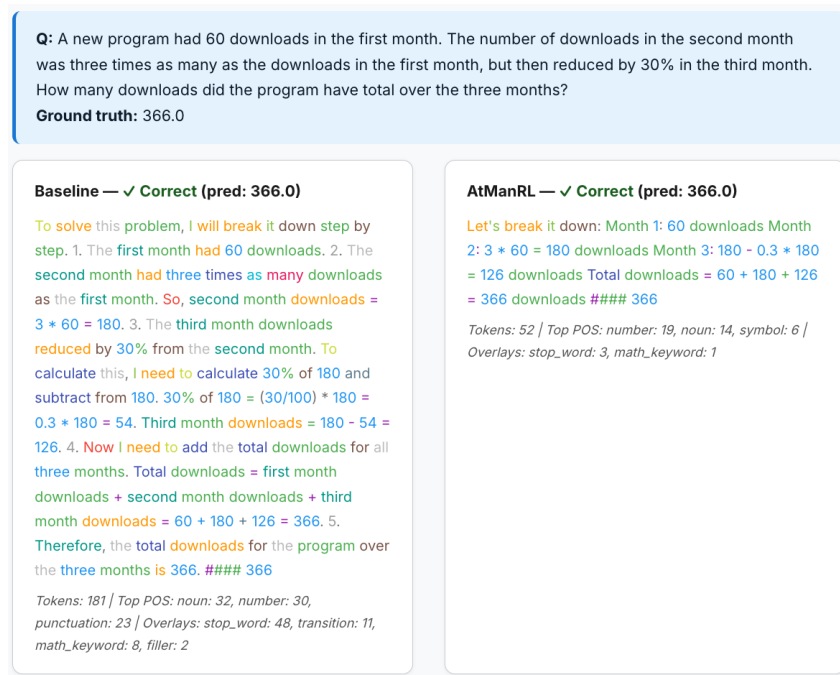 Q: A new program had 60 downloads in the first month. The number of downloads in the second month
was three times as many as the downloads in the first month, but then reduced by 30% in the third month.
How many downloads did the program have total over the three months?
Ground truth: 366.0
Baseline — ✓ Correct (pred: 366.0)
To solve this problem, I will break it down step by
step. 1. The first month had 60 downloads. 2. The
second month had three times as many downloads
as the first month. So, second month downloads =
3 * 60 = 180. 3. The third month downloads
reduced by 30% from the second month. To
calculate this, I need to calculate 30% of 180 and
subtract from 180. 30% of 180 = (30/100) * 180 =
0.3 * 180 = 54. Third month downloads = 180 - 54 =
126. 4. Now I need to add the total downloads for all
three months. Total downloads = first month
downloads + second month downloads + third
month downloads = 60 + 180 + 126 = 366. 5.
Therefore, the total downloads for the program over
the three months is 366. #### 366
Tokens: 181 | Top POS: noun: 32, number: 30,
punctuation: 23 | Overlays: stop_word: 48, transition: 11,
math_keyword: 8, filler: 2
AtManRL — ✓ Correct (pred: 366.0)
Let's break it down: Month 1: 60 downloads Month
2: 3 * 60 = 180 downloads Month 3: 180 - 0.3 * 180
= 126 downloads Total downloads = 60 + 180 + 126
= 366 downloads #### 366
Tokens: 52 | Top POS: number: 19, noun: 14, symbol: 6 |
Overlays: stop_word: 3, math_keyword: 1